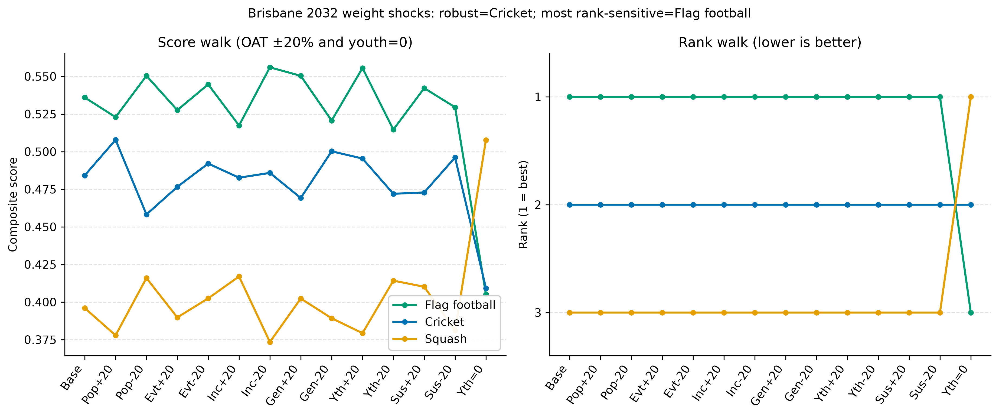 Brisbane 2032 weight shocks: robust=Cricket; most rank-sensitive=Flag football
Score walk (OAT ±20% and youth=0)
Composite score
0.550
0.525
0.500
0.475
0.450
0.425
0.400
0.375
Flag football
Cricket
Squash
Base
Pop+20
Pop-20
Evt+20
Evt-20
Inc+20
Inc-20
Gen+20
Gen-20
Yth+20
Yth-20
Sus+20
Sus-20
Yth=0
Rank walk (lower is better)
Rank (1 = best)
1
2
3
Base
Pop+20
Pop-20
Evt+20
Evt-20
Inc+20
Inc-20
Gen+20
Gen-20
Yth+20
Yth-20
Sus+20
Sus-20
Yth=0